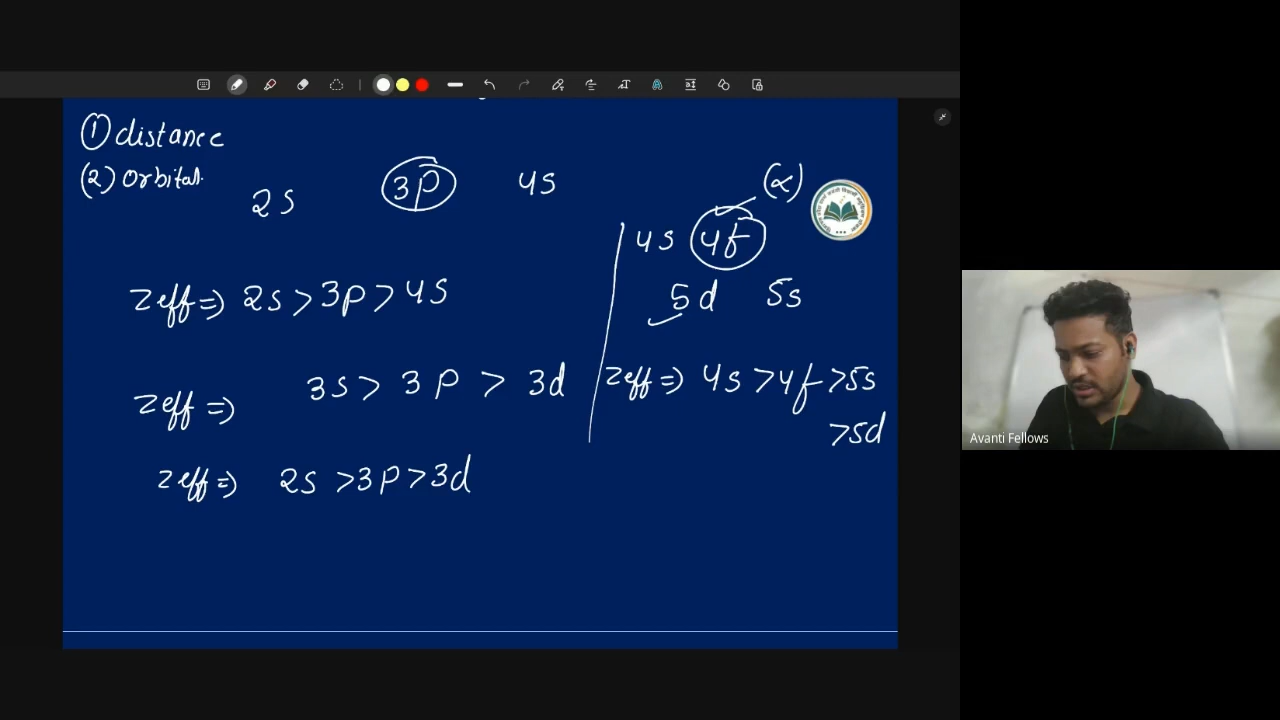 ① distance
(2) Orbital.
2s 3p 4s
(α)
4s 4f
5d 5s
Zeff ⇒ 2s > 3p > 4s
Zeff ⇒ 3s > 3p > 3d
Zeff ⇒ 4s > 4f > 5s
> 5d
Zeff ⇒ 2s > 3p > 3d
Avanti Fellows